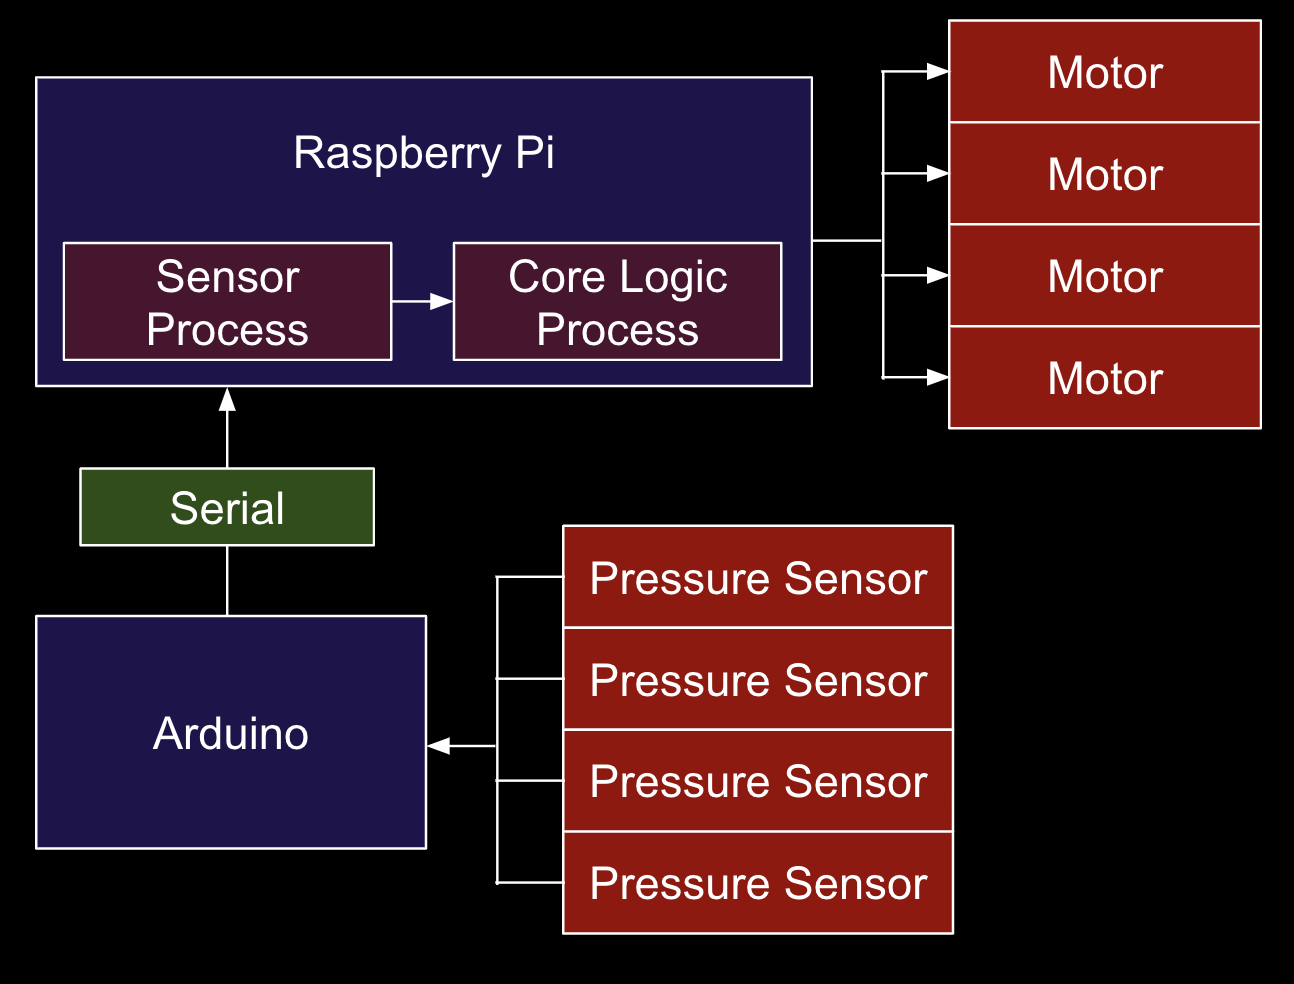 Raspberry Pi
Sensor
Process
Core Logic
Process
Motor
Motor
Motor
Motor
Serial
Arduino
Pressure Sensor
Pressure Sensor
Pressure Sensor
Pressure Sensor